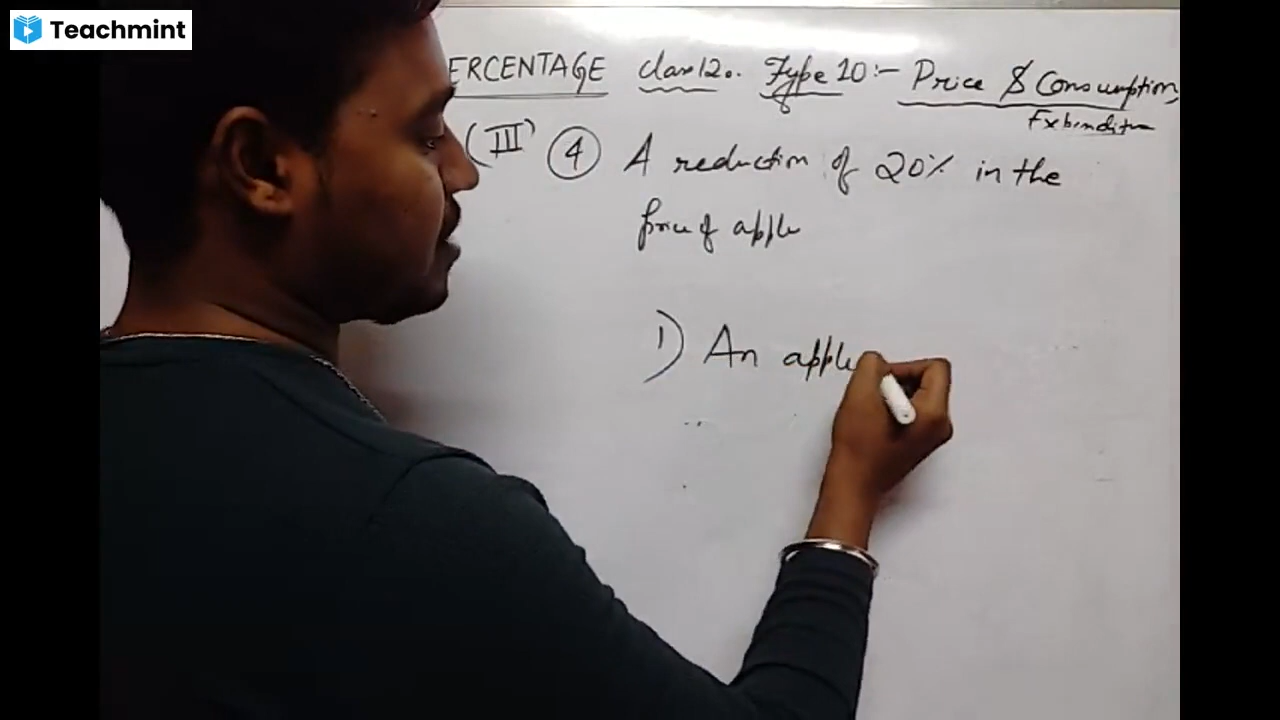 Teachmint
ERCENTAGE Class 12. Type 10:- Price & Consumption,
Expenditure
(III) 4 A reduction of 20% in the
price of apple
1) An apple